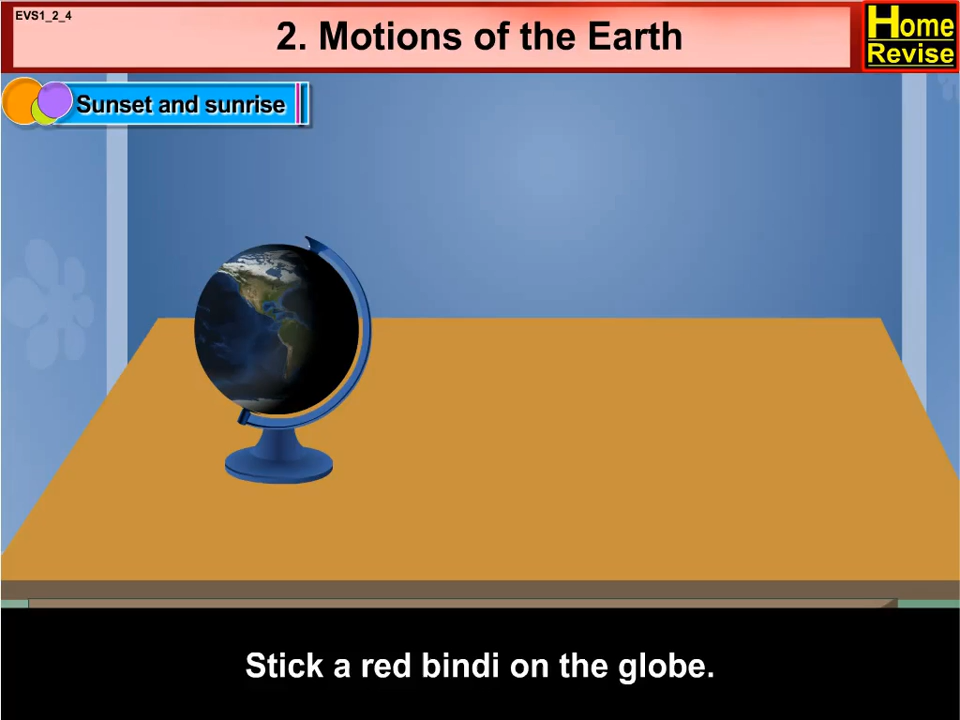 EVS1_2_4
2. Motions of the Earth
Home
Revise
Sunset and sunrise
Stick a red bindi on the globe.